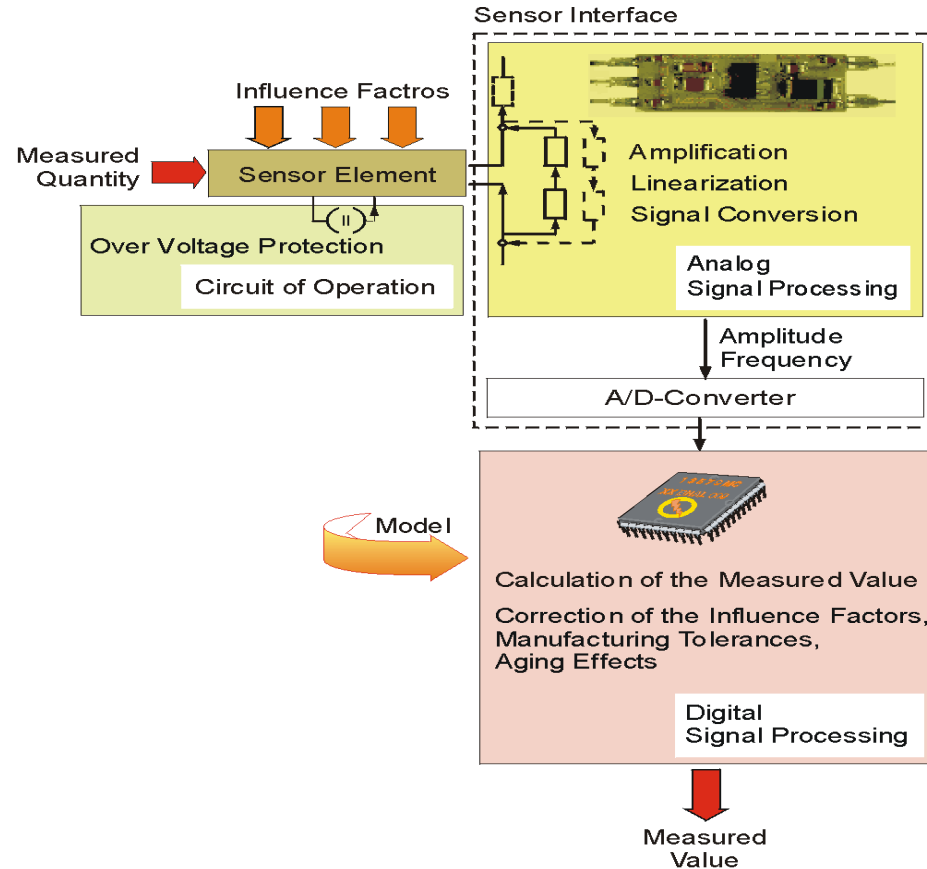 Sensor Interface
Influence Factros
Measured
Quantity
Sensor Element
Over Voltage Protection
Circuit of Operation
Amplification
Linearization
Signal Conversion
Analog
Signal Processing
Amplitude
Frequency
A/D-Converter
Model
Calculation of the Measured Value
Correction of the Influence Factors,
Manufacturing Tolerances,
Aging Effects
Digital
Signal Processing
Measured
Value